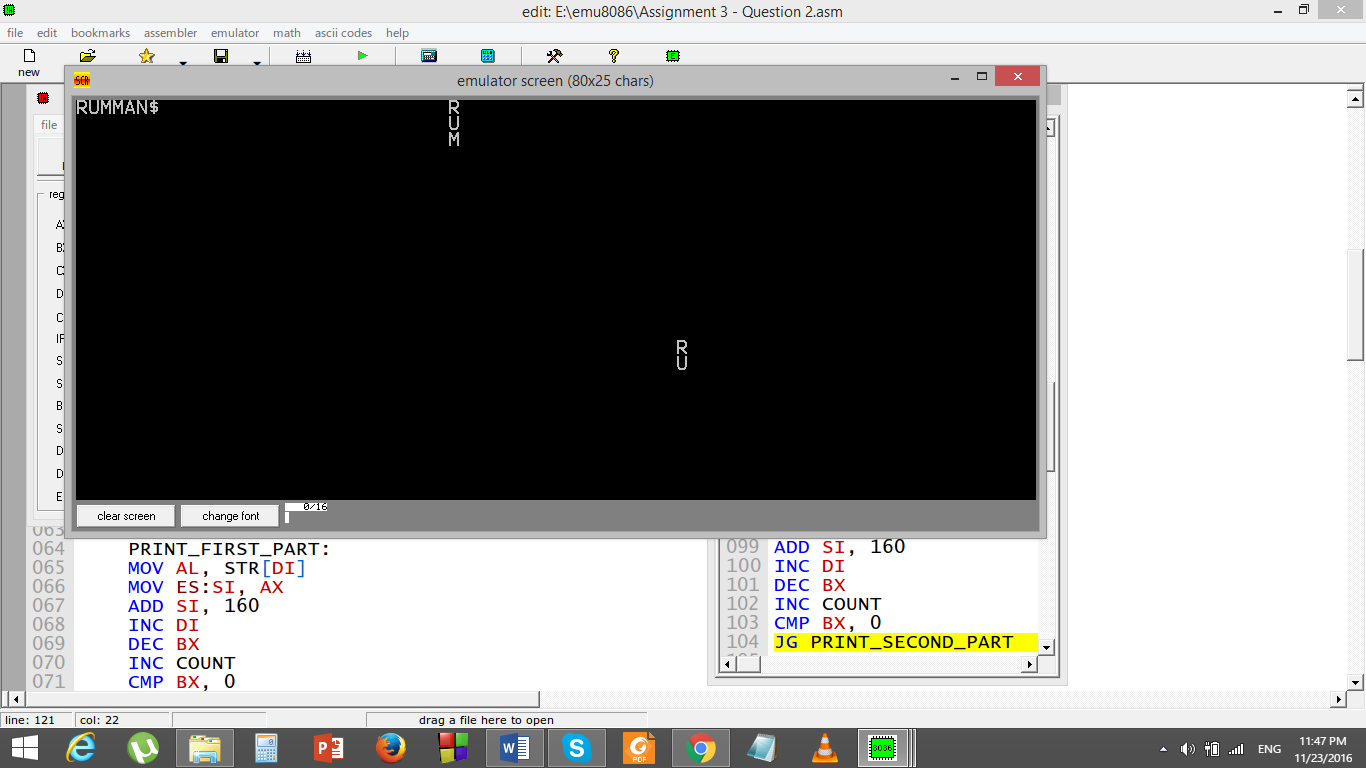 edit: E:\emu8086\Assignment 3 - Question 2.asm
file edit bookmarks assembler emulator math ascii codes help
new
emulator screen (80x25 chars)
file
reg
RUMMAN$ R
U
M
R
U
clear screen change font 0/16
063
064 PRINT_FIRST_PART:
065 MOV AL, STR[DI]
066 MOV ES:SI, AX
067 ADD SI, 160
068 INC DI
069 DEC BX
070 INC COUNT
071 CMP BX, 0
099 ADD SI, 160
100 INC DI
101 DEC BX
102 INC COUNT
103 CMP BX, 0
104 JG PRINT_SECOND_PART
line: 121 col: 22 drag a file here to open
8086
PDF
ENG
11:47 PM
11/23/2016